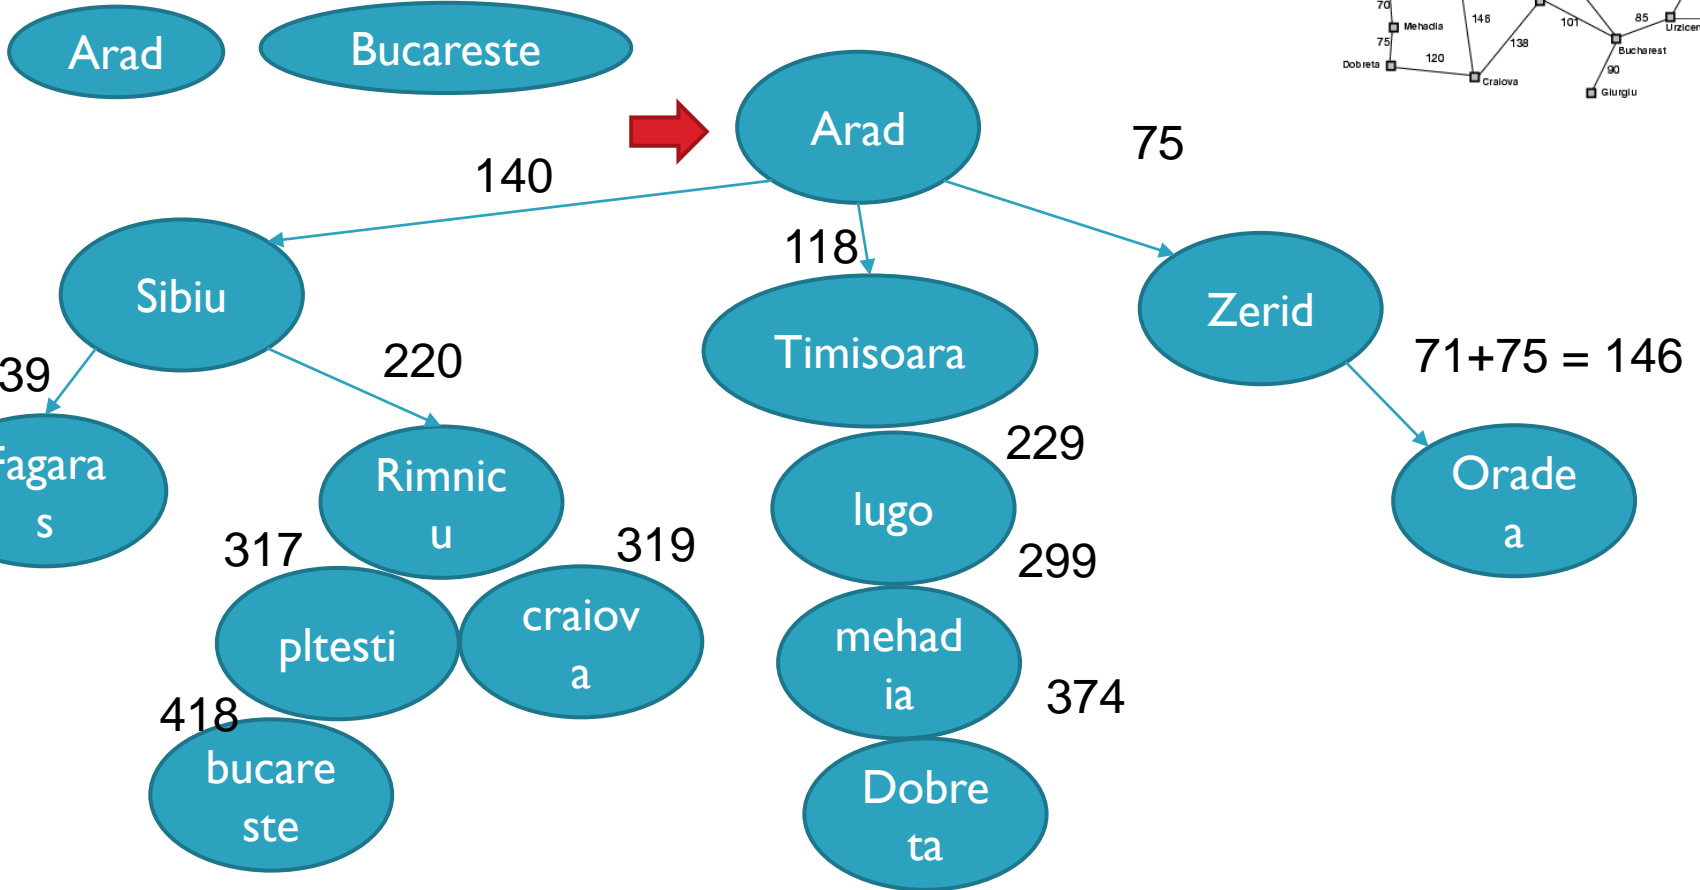 Arad
Bucareste
Arad
140
118
75
Sibiu
Timisoara
Zerid
39
220
71+75 = 146
Fagara
s
Rimnic
u
229
lugo
Orade
a
317
319
299
pltesti
craiov
a
mehad
ia
418
374
bucare
ste
Dobre
ta
70
Mehadia
75
Dobreta
120
146
Craiova
138
101
85
Bucharest
90
Giurgiu